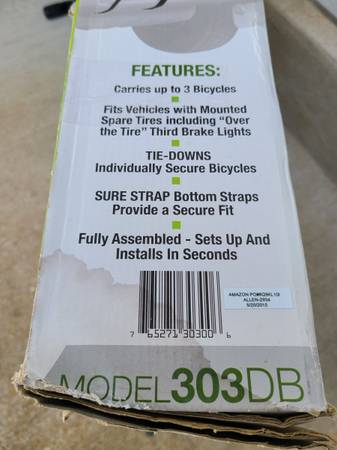 FEATURES:
Carries up to 3 Bicycles
Fits Vehicles with Mounted
Spare Tires including "Over
the Tire" Third Brake Lights
TIE-DOWNS
Individually Secure Bicycles
SURE STRAP Bottom Straps
Provide a Secure Fit
Fully Assembled - Sets Up And
Installs In Seconds
ALLEN-2934
7 65271 30300 6
MODEL303DB